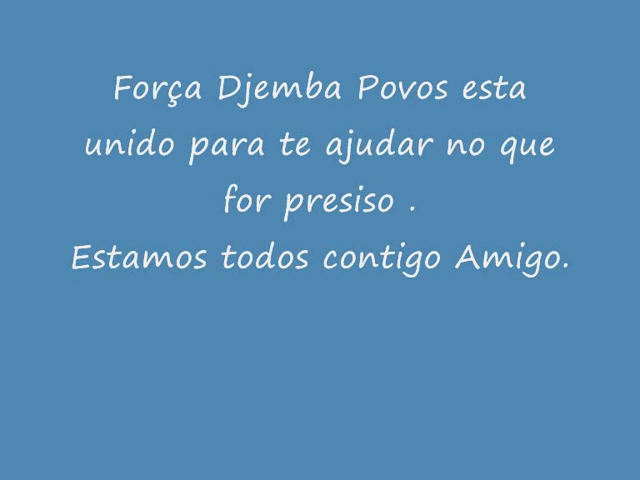 Força Djemba Povos esta
unido para te ajudar no que
for presiso .
Estamos todos contigo Amigo.